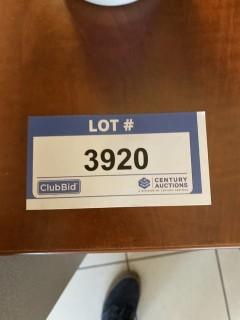 LOT #
3920
ClubBid
CENTURY
AUCTIONS